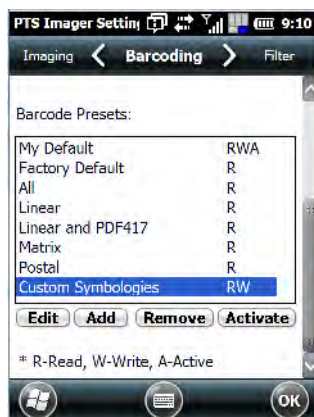 PTS Imager Settin 9:10
Imaging Barcoding Filter
Barcode Presets:
My Default RWA
Factory Default R
All R
Linear R
Linear and PDF417 R
Matrix R
Postal R
Custom Symbologies RW
Edit Add Remove Activate
* R-Read, W-Write, A-Active
OK